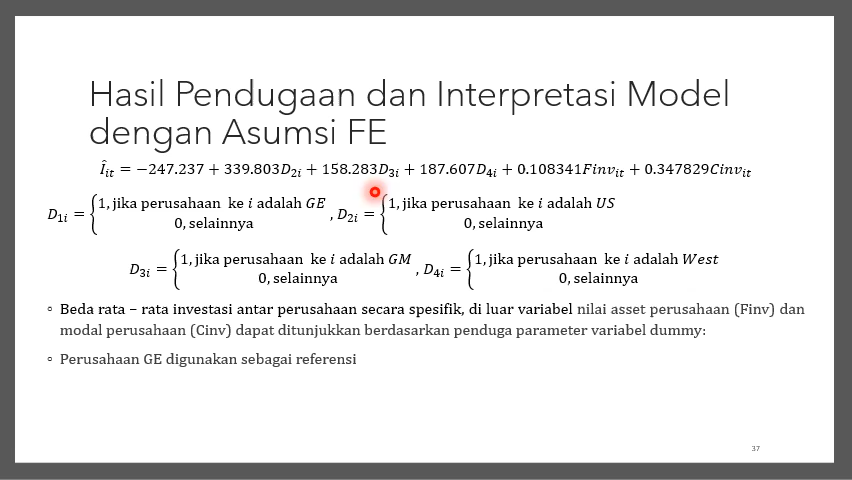 Hasil Pendugaan dan Interpretasi Model
dengan Asumsi FE
Î_it = −247.237 + 339.803D_2i + 158.283D_3i + 187.607D_4i + 0.108341Finv_it + 0.347829Cinv_it
D_1i = {1, jika perusahaan ke i adalah GE , D_2i = {1, jika perusahaan ke i adalah US
0, selainnya 0, selainnya
D_3i = {1, jika perusahaan ke i adalah GM , D_4i = {1, jika perusahaan ke i adalah West
0, selainnya 0, selainnya
◦ Beda rata – rata investasi antar perusahaan secara spesifik, di luar variabel nilai asset perusahaan (Finv) dan
modal perusahaan (Cinv) dapat ditunjukkan berdasarkan penduga parameter variabel dummy:
◦ Perusahaan GE digunakan sebagai referensi
37